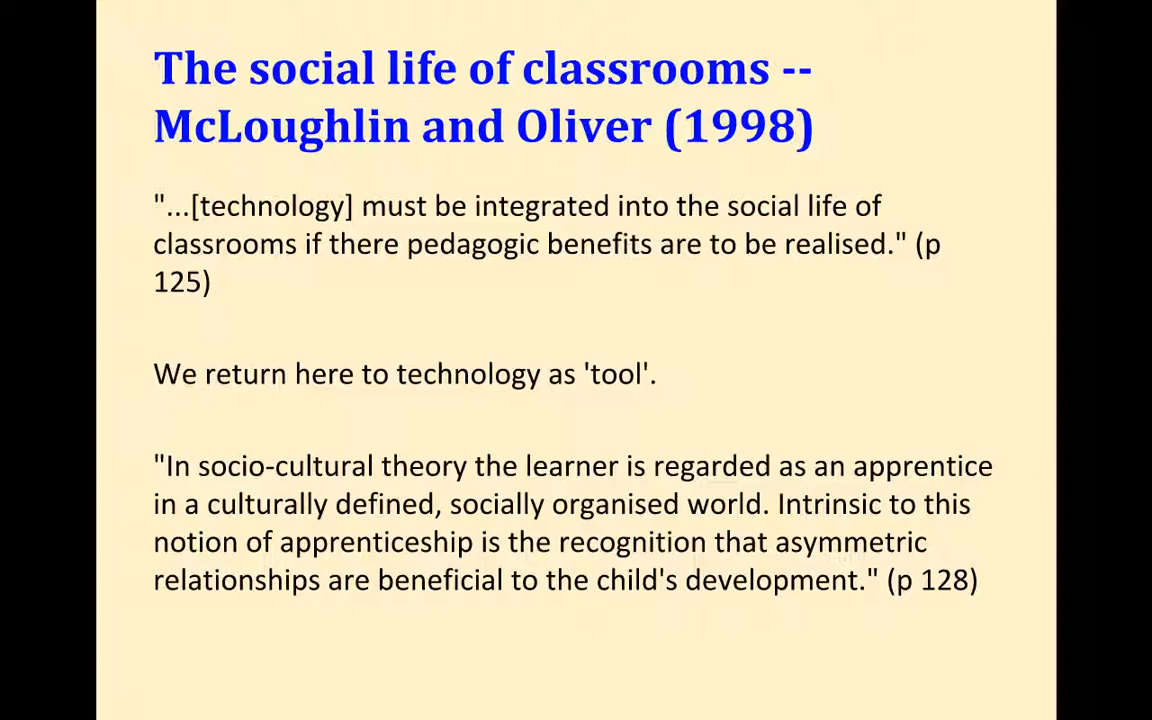 The social life of classrooms --
McLoughlin and Oliver (1998)
"...[technology] must be integrated into the social life of
classrooms if there pedagogic benefits are to be realised." (p
125)
We return here to technology as 'tool'.
"In socio-cultural theory the learner is regarded as an apprentice
in a culturally defined, socially organised world. Intrinsic to this
notion of apprenticeship is the recognition that asymmetric
relationships are beneficial to the child's development." (p 128)